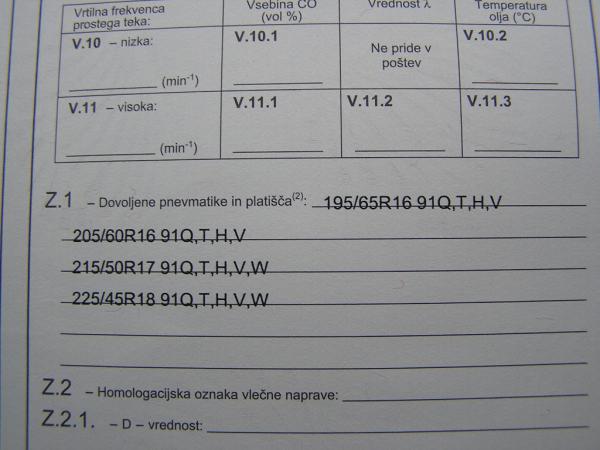 Vrtilna frekvenca prostega teka:
Vsebina CO (vol %)
Vrednost λ
Temperatura olja (°C)
V.10 – nizka:
(min-1)
V.10.1
Ne pride v poštev
V.10.2
V.11 – visoka:
(min-1)
V.11.1
V.11.2
V.11.3
Z.1 – Dovoljene pnevmatike in platišča(2): 195/65R16 91Q,T,H,V
205/60R16 91Q,T,H,V
215/50R17 91Q,T,H,V,W
225/45R18 91Q,T,H,V,W
Z.2 – Homologacijska oznaka vlečne naprave:
Z.2.1. – D – vrednost: